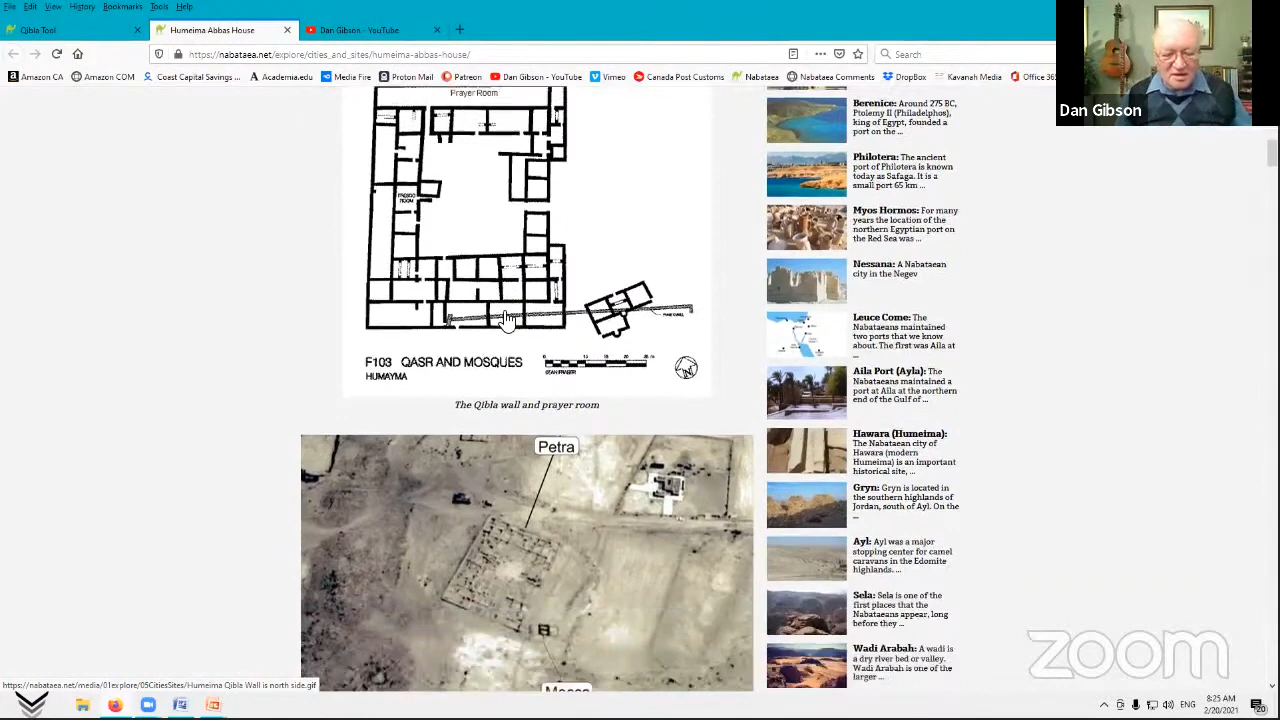 File Edit View History Bookmarks Tools Help
Qibla Tool
Humeima Abbas House
Dan Gibson - YouTube
https://nabataea.net/explore/cities_and_sites/humeima-abbas-house/
Search
Amazon CA Amazon COM Coast Capital Savings ... Academia.edu Media Fire Proton Mail Patreon Dan Gibson - YouTube Vimeo Canada Post Customs Nabataea Nabataea Comments DropBox Kavanah Media Office 365
Dan Gibson
Prayer Room
F103 QASR AND MOSQUES
HUMAYMA
The Qibla wall and prayer room
Petra
Mecca
Berenice: Around 275 BC,
Ptolemy II (Philadelphos),
king of Egypt, founded a
port on the ...
Philotera: The ancient
port of Philotera is known
today as Safaga. It is a
small port 65 km ...
Myos Hormos: For many
years the location of the
northern Egyptian port on
the Red Sea was ...
Nessana: A Nabataean
city in the Negev
Leuce Come: The
Nabataeans maintained
two ports that we know
about. The first was Aila at
...
Aila Port (Ayla): The
Nabataeans maintained a
port at Aila at the northern
end of the Gulf of ...
Hawara (Humeima):
The Nabataean city of
Hawara (modern
Humeima) is an important
historical site, ...
Gryn: Gryn is located in
the southern highlands of
Jordan, south of Ayl. On the
...
Ayl: Ayl was a major
stopping center for camel
caravans in the Edomite
highlands. ...
Sela: Sela is one of the
first places that the
Nabataeans appear, long
before they ...
Wadi Arabah: A wadi is
a dry river bed or valley.
Wadi Arabah is one of the
larger ...
zoom
ENG
8:25 AM
2/20/2021
20